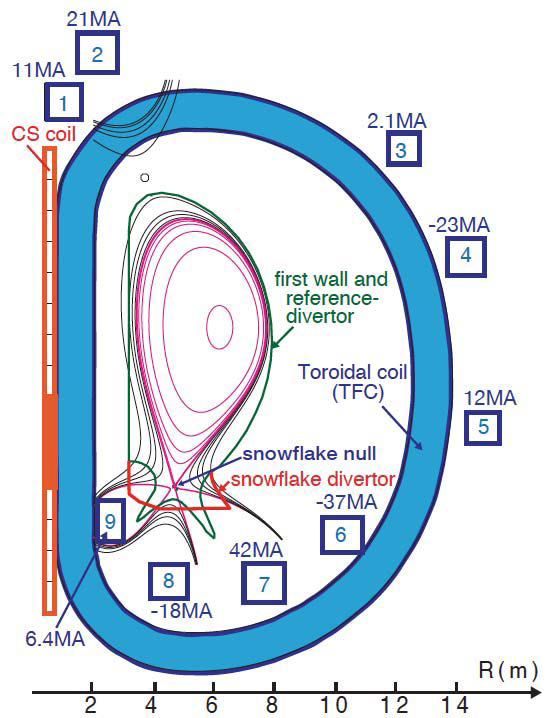 21MA
2
11MA
1
CS coil
2.1MA
3
-23MA
4
first wall and
reference-
divertor
Toroidal coil
(TFC)
12MA
5
snowflake null
snowflake divertor
-37MA
6
9
42MA
7
8
-18MA
6.4MA
R(m)
2 4 6 8 10 12 14